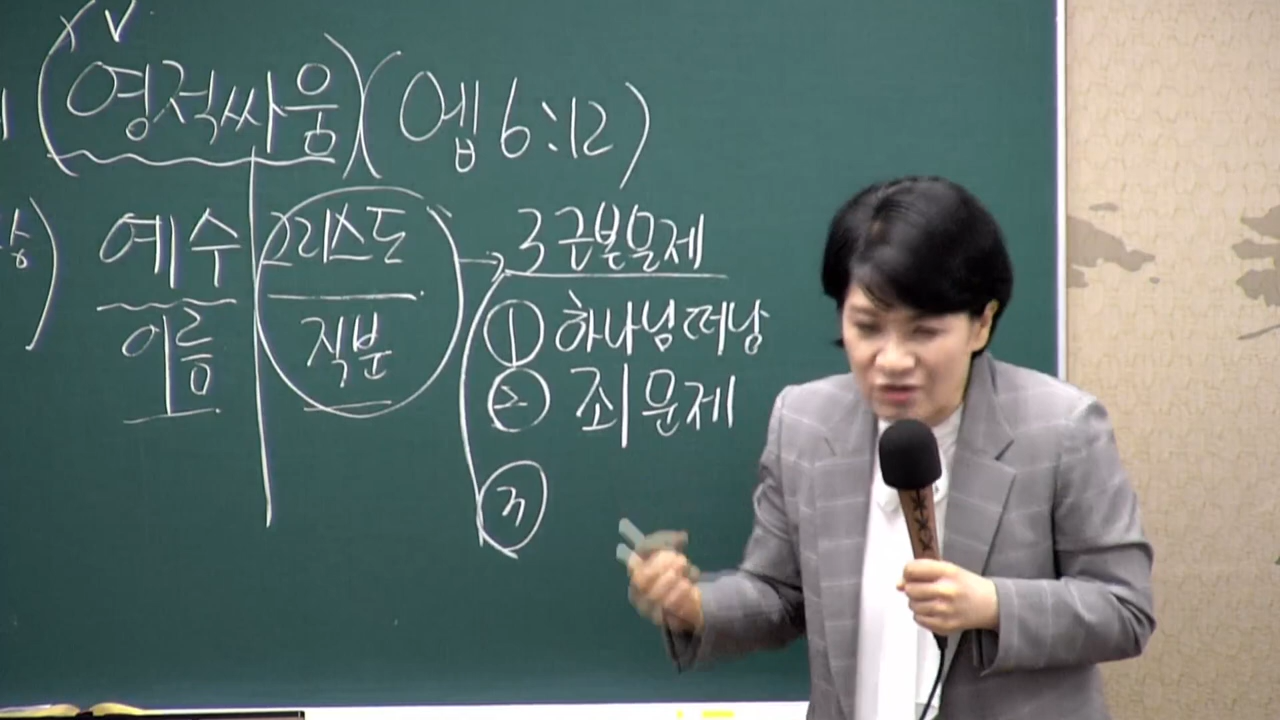 영적싸움 (엡 6:12)
예수 그리스도 → 3 근본문제
이름 직분 ① 하나님 떠남
② 죄 문제
③